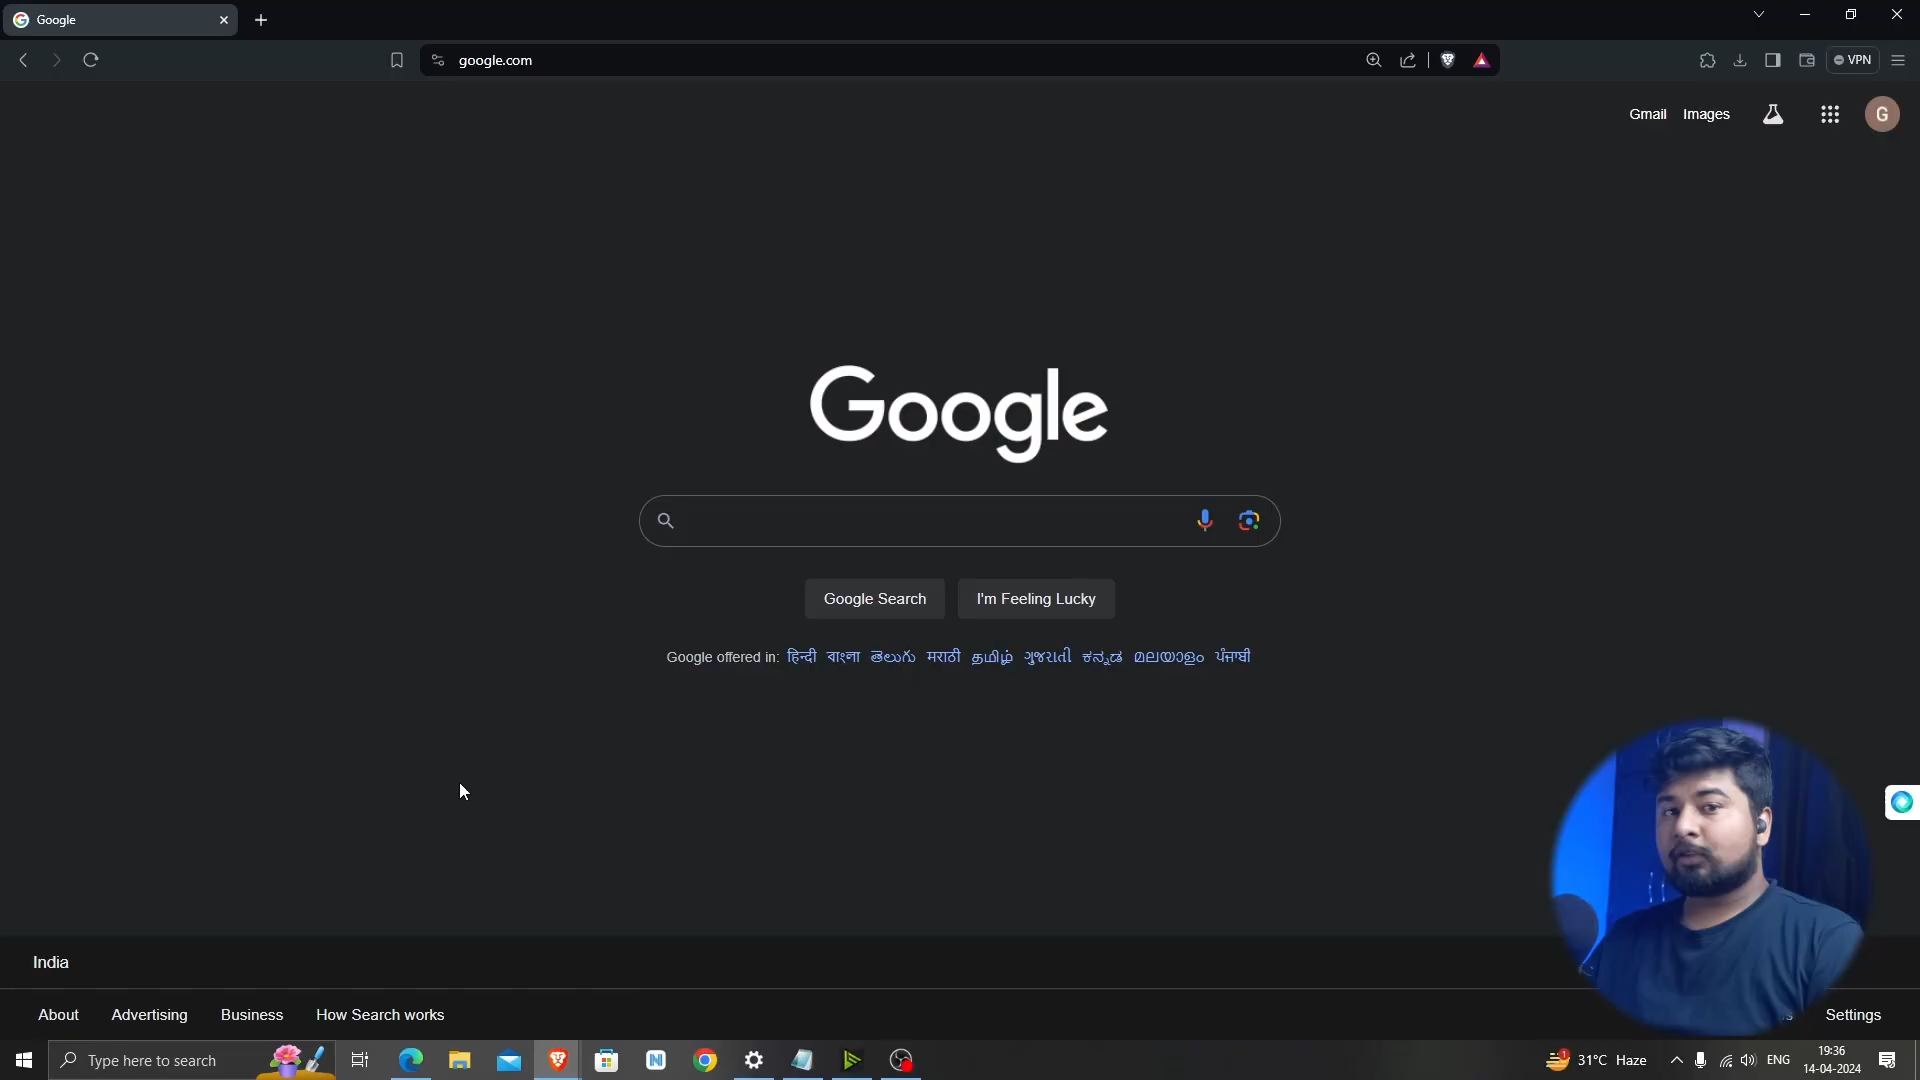 Google
google.com
VPN
Gmail Images
G
Google
Google Search I'm Feeling Lucky
Google offered in: हिन्दी বাংলা తెలుగు मराठी தமிழ் ગુજરાતી ಕನ್ನಡ മലയാളം ਪੰਜਾਬੀ
India
About Advertising Business How Search works Settings
Type here to search
1 31°C Haze ENG 19:36
14-04-2024